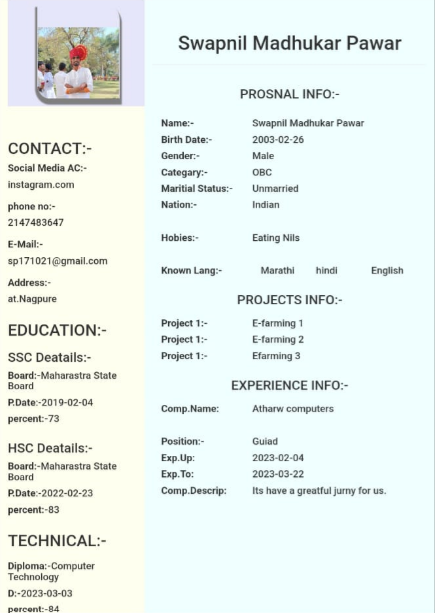 CONTACT:-
Social Media AC:-
instagram.com
phone no:-
2147483647
E-Mail:-
sp171021@gmail.com
Address:-
at.Nagpure
EDUCATION:-
SSC Deatails:-
Board:-Maharastra State
Board
P.Date:-2019-02-04
percent:-73
HSC Deatails:-
Board:-Maharastra State
Board
P.Date:-2022-02-23
percent:-83
TECHNICAL:-
Diploma:-Computer
Technology
D:-2023-03-03
percent:-84
Swapnil Madhukar Pawar
PROSNAL INFO:-
Name:- Swapnil Madhukar Pawar
Birth Date:- 2003-02-26
Gender:- Male
Categary:- OBC
Maritial Status:- Unmarried
Nation:- Indian
Hobies:- Eating Nils
Known Lang:- Marathi hindi English
PROJECTS INFO:-
Project 1:- E-farming 1
Project 1:- E-farming 2
Project 1:- Efarming 3
EXPERIENCE INFO:-
Comp.Name: Atharw computers
Position:- Guiad
Exp.Up: 2023-02-04
Exp.To: 2023-03-22
Comp.Descrip: Its have a greatful jurny for us.